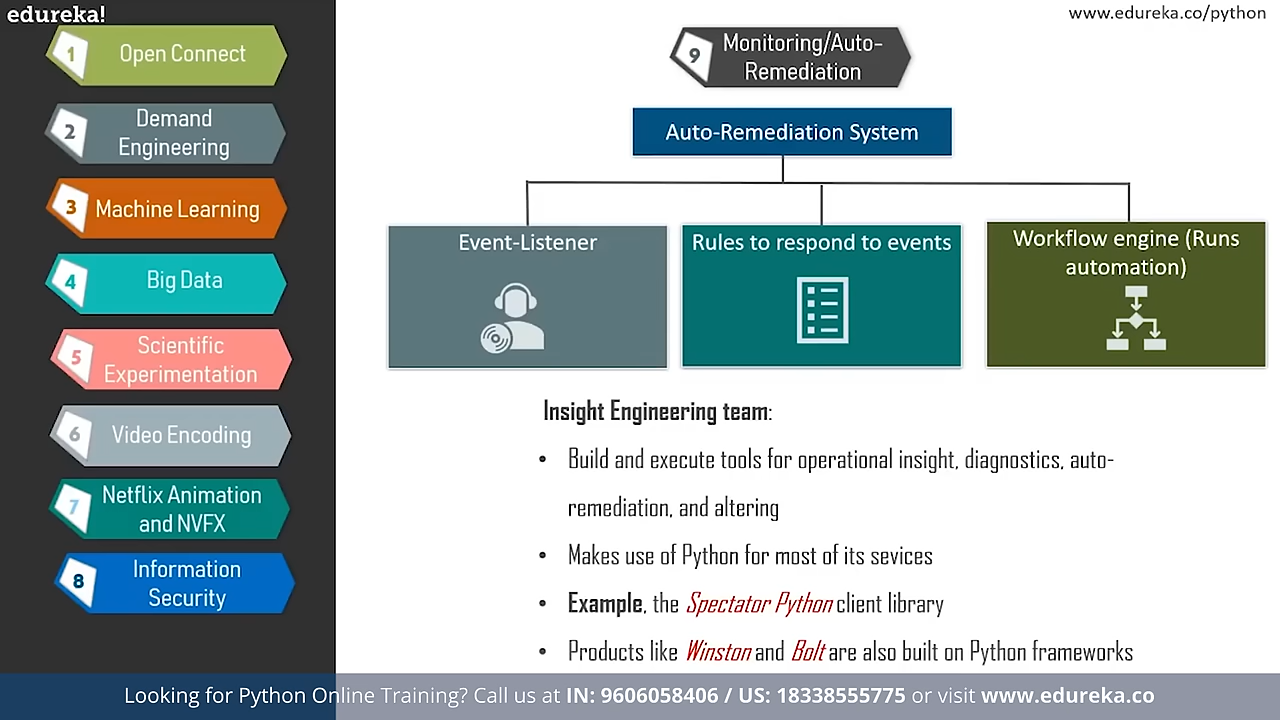 edureka!
www.edureka.co/python
1
Open Connect
2
Demand
Engineering
3
Machine Learning
4
Big Data
5
Scientific
Experimentation
6
Video Encoding
7
Netflix Animation
and NVFX
8
Information
Security
9
Monitoring/Auto-
Remediation
Auto-Remediation System
Event-Listener
Rules to respond to events
Workflow engine (Runs
automation)
Insight Engineering team:
• Build and execute tools for operational insight, diagnostics, auto-
remediation, and altering
• Makes use of Python for most of its sevices
• Example, the Spectator Python client library
• Products like Winston and Bolt are also built on Python frameworks
Looking for Python Online Training? Call us at IN: 9606058406 / US: 18338555775 or visit www.edureka.co